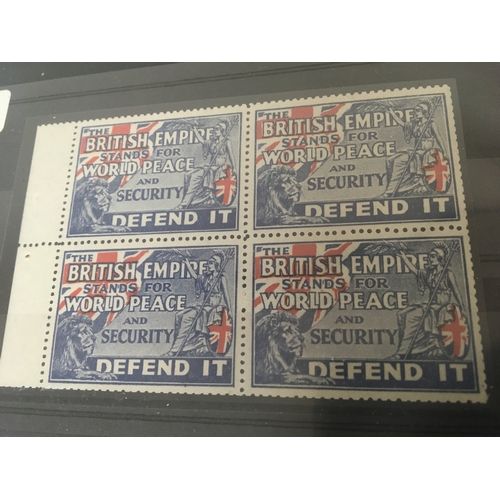 THE
BRITISH EMPIRE
STANDS FOR
WORLD PEACE
AND
SECURITY
DEFEND IT
THE
BRITISH EMPIRE
STANDS FOR
WORLD PEACE
AND
SECURITY
DEFEND IT
THE
BRITISH EMPIRE
STANDS FOR
WORLD PEACE
AND
SECURITY
DEFEND IT
THE
BRITISH EMPIRE
STANDS FOR
WORLD PEACE
AND
SECURITY
DEFEND IT